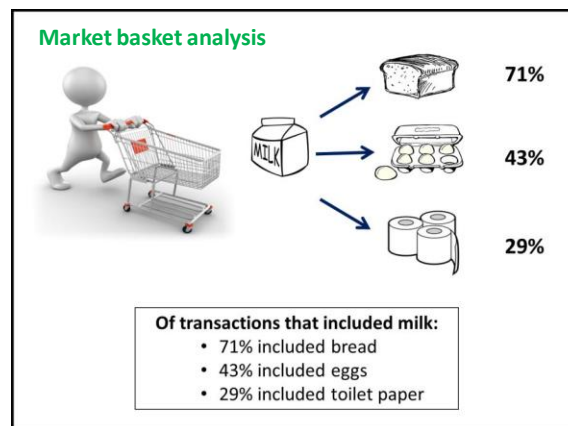 Market basket analysis
71%
MILK
43%
29%
Of transactions that included milk:
• 71% included bread
• 43% included eggs
• 29% included toilet paper